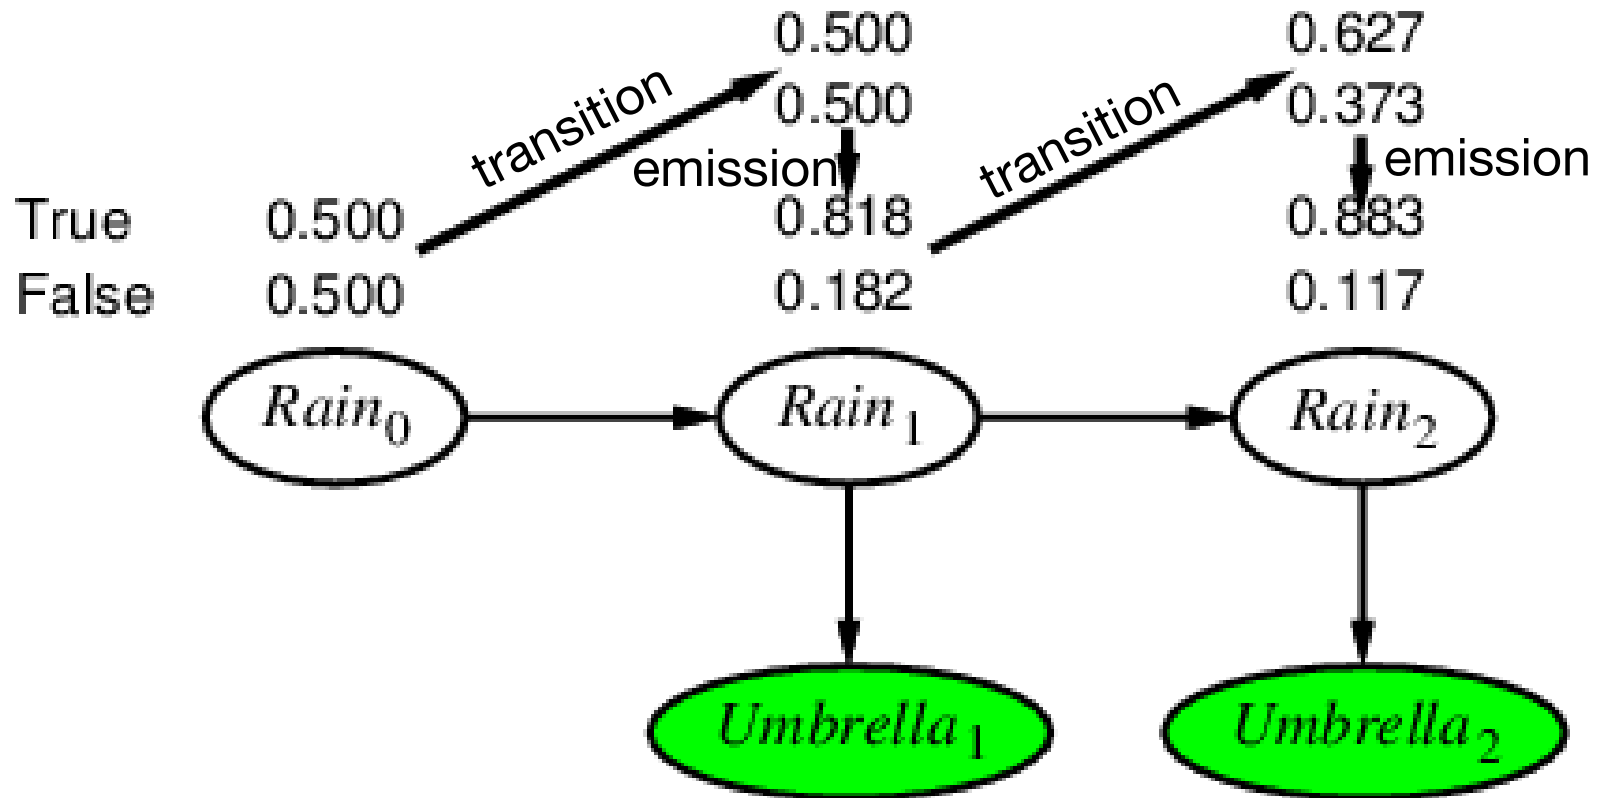 0.500 0.627
0.500 0.373
transition transition
emission emission
True 0.500 0.818 0.883
False 0.500 0.182 0.117
Rain0 Rain1 Rain2
Umbrella1 Umbrella2